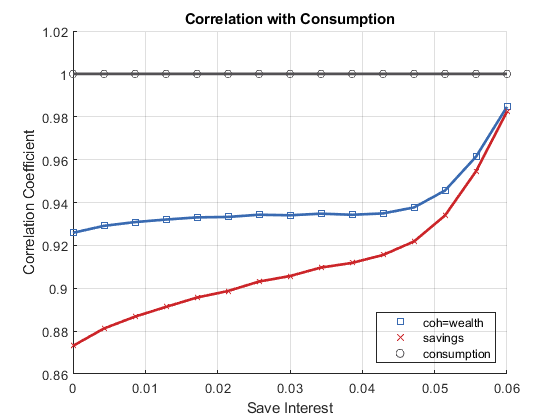 Correlation with Consumption
1.02
1
0.98
0.96
0.94
0.92
0.9
0.88
0.86
Correlation Coefficient
coh=wealth
savings
consumption
0 0.01 0.02 0.03 0.04 0.05 0.06
Save Interest